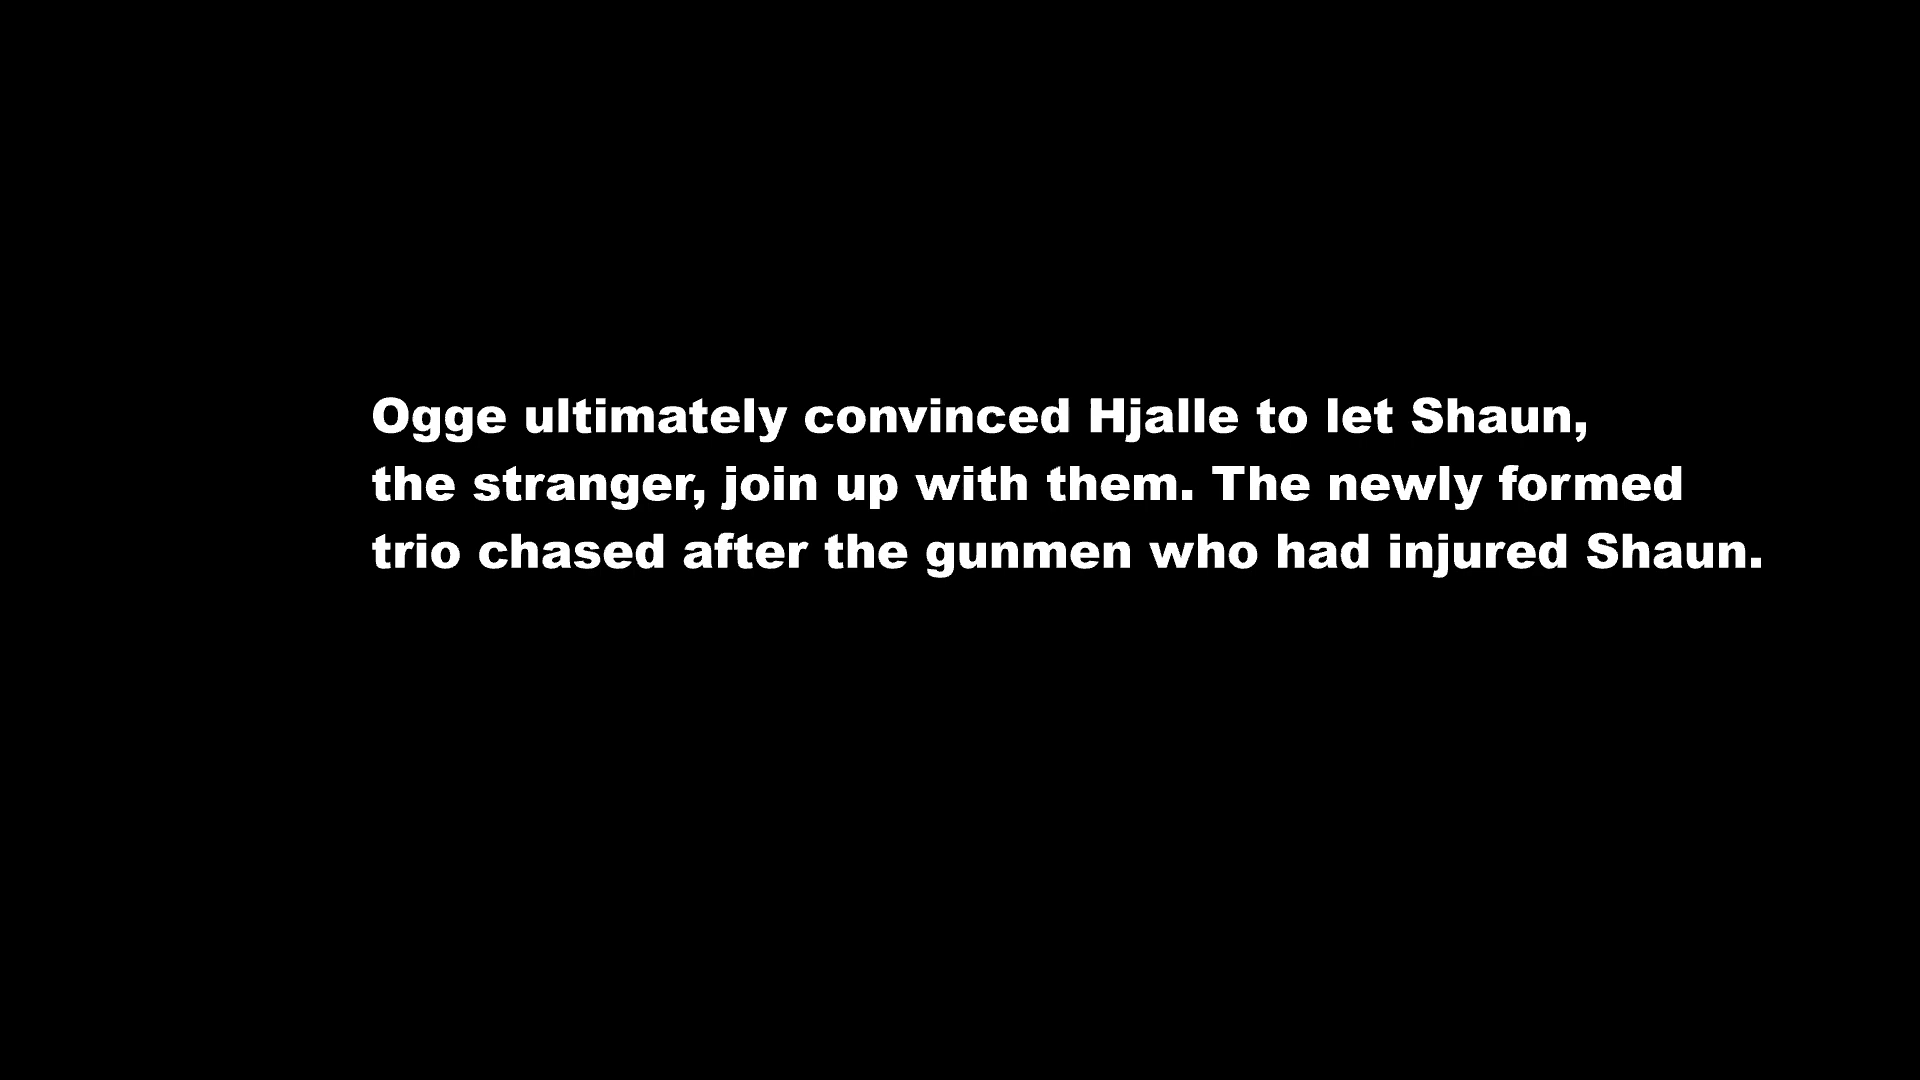 Ogge ultimately convinced Hjalle to let Shaun,
the stranger, join up with them. The newly formed
trio chased after the gunmen who had injured Shaun.